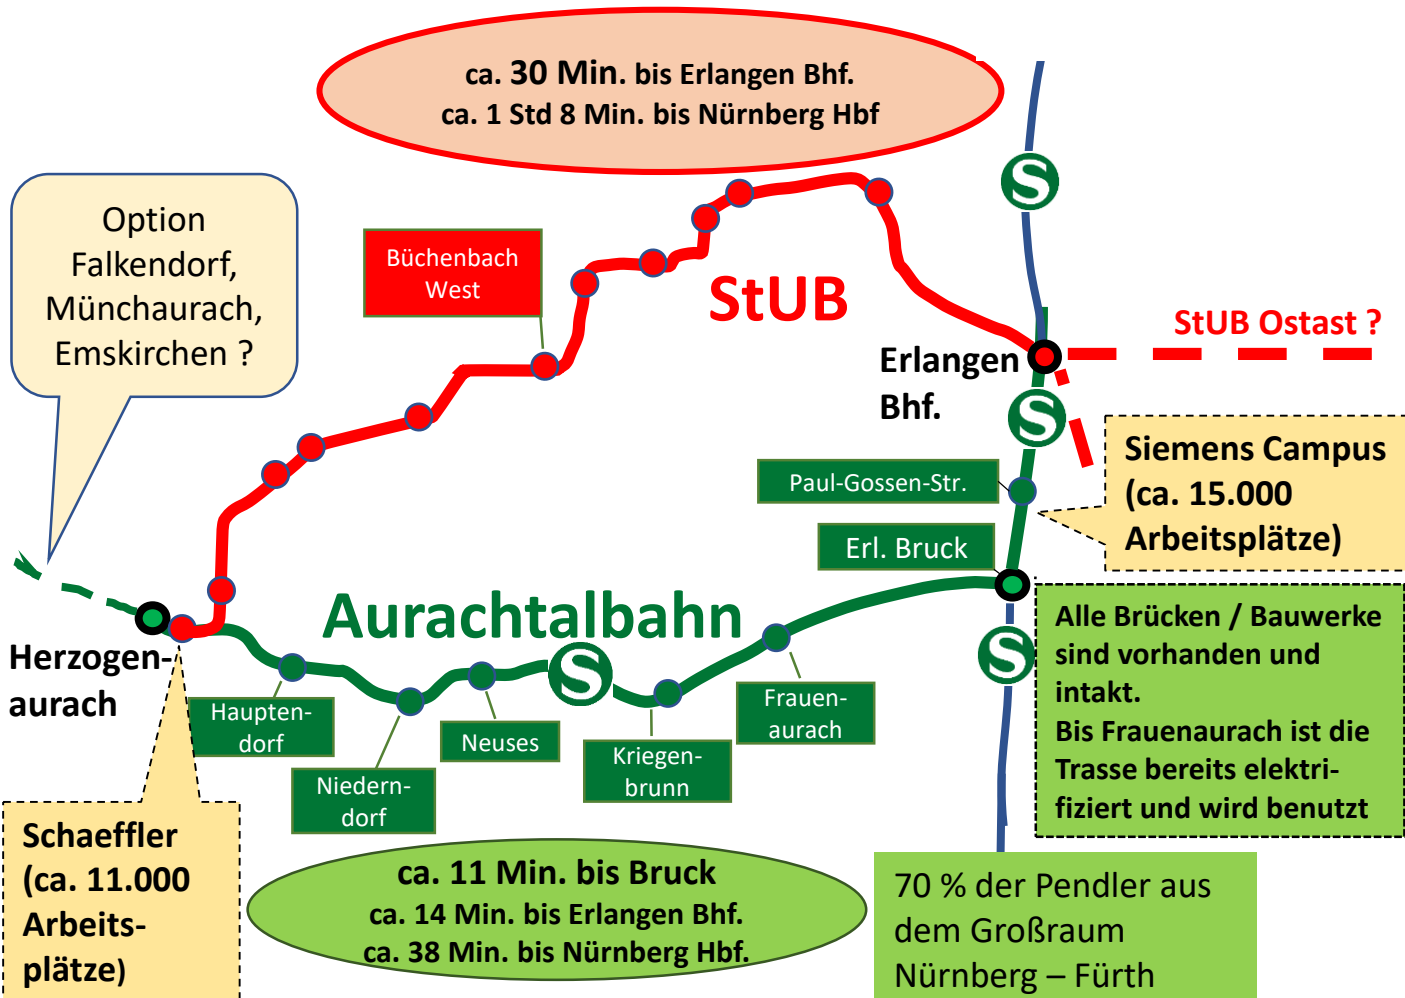 ca. 30 Min. bis Erlangen Bhf.
ca. 1 Std 8 Min. bis Nürnberg Hbf
S
Option
Falkendorf,
Münchaurach,
Emskirchen ?
Büchenbach
West
StUB
StUB Ostast ?
Erlangen
Bhf.
S
Siemens Campus
(ca. 15.000
Arbeitsplätze)
Paul-Gossen-Str.
Erl. Bruck
Aurachtalbahn
S
S
Alle Brücken / Bauwerke
sind vorhanden und
intakt.
Bis Frauenaurach ist die
Trasse bereits elektri-
fiziert und wird benutzt
Herzogen-
aurach
Haupten-
dorf
Niedern-
dorf
Neuses
Kriegen-
brunn
Frauen-
aurach
Schaeffler
(ca. 11.000
Arbeits-
plätze)
ca. 11 Min. bis Bruck
ca. 14 Min. bis Erlangen Bhf.
ca. 38 Min. bis Nürnberg Hbf.
70 % der Pendler aus
dem Großraum
Nürnberg – Fürth